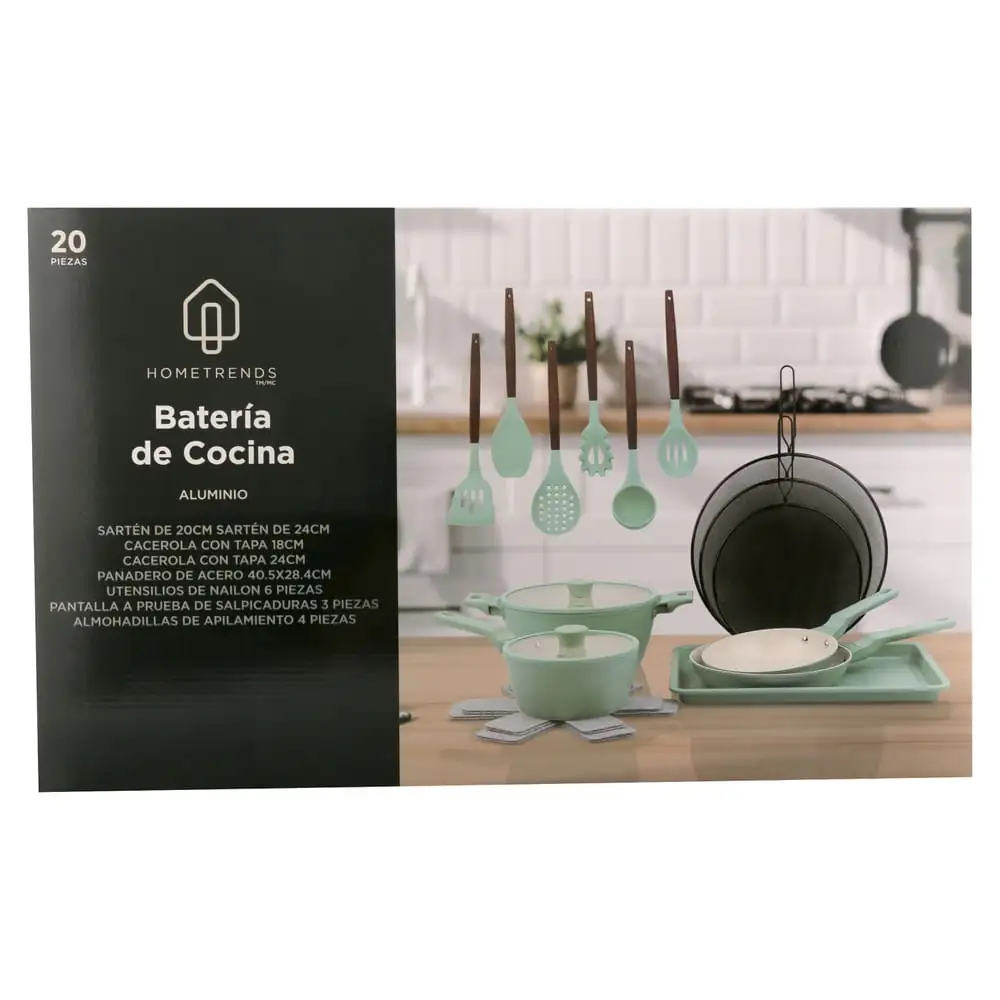 20
PIEZAS
HOMETRENDS
TM/MC
Batería
de Cocina
ALUMINIO
SARTÉN DE 20CM SARTÉN DE 24CM
CACEROLA CON TAPA 18CM
CACEROLA CON TAPA 24CM
PANADERO DE ACERO 40.5X28.4CM
UTENSILIOS DE NAILON 6 PIEZAS
PANTALLA A PRUEBA DE SALPICADURAS 3 PIEZAS
ALMOHADILLAS DE APILAMIENTO 4 PIEZAS